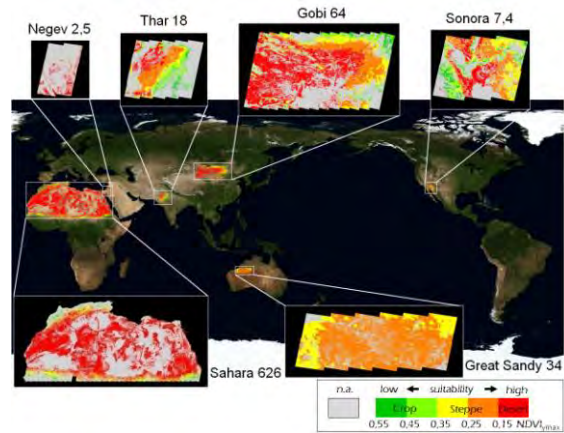 Negev 2,5
Thar 18
Gobi 64
Sonora 7,4
Sahara 626
Great Sandy 34
n.a. low suitability high
Crop Steppe Desert
0,55 0,45 0,35 0,25 0,15 NDVIymax.